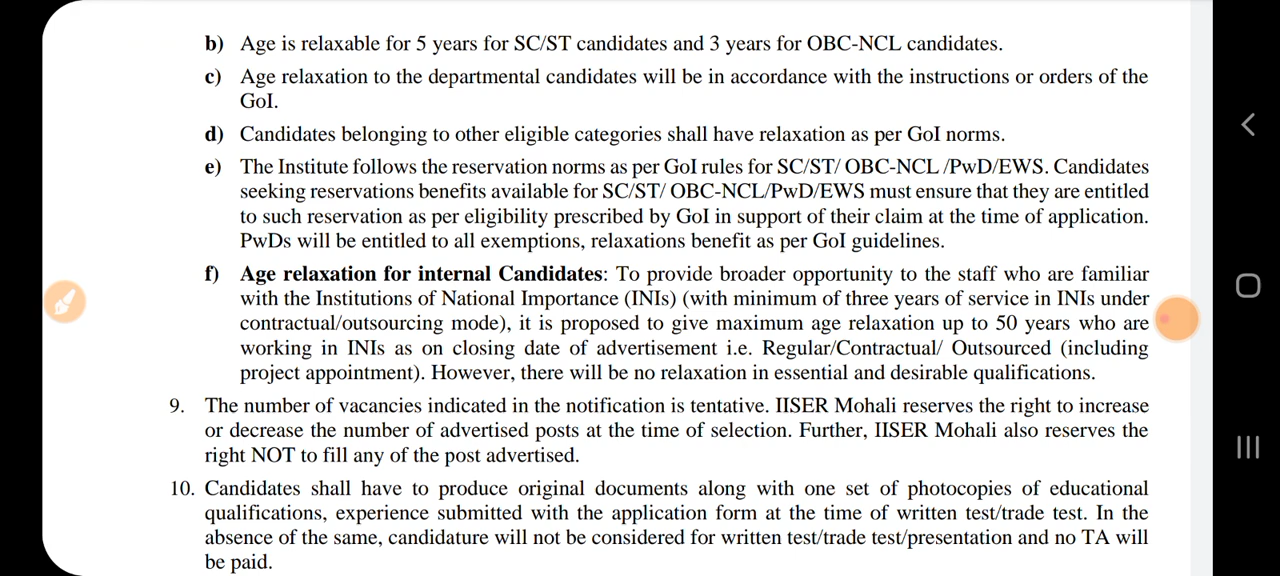 b) Age is relaxable for 5 years for SC/ST candidates and 3 years for OBC-NCL candidates.
c) Age relaxation to the departmental candidates will be in accordance with the instructions or orders of the
GoI.
d) Candidates belonging to other eligible categories shall have relaxation as per GoI norms.
e) The Institute follows the reservation norms as per GoI rules for SC/ST/ OBC-NCL /PwD/EWS. Candidates
seeking reservations benefits available for SC/ST/ OBC-NCL/PwD/EWS must ensure that they are entitled
to such reservation as per eligibility prescribed by GoI in support of their claim at the time of application.
PwDs will be entitled to all exemptions, relaxations benefit as per GoI guidelines.
f) Age relaxation for internal Candidates: To provide broader opportunity to the staff who are familiar
with the Institutions of National Importance (INIs) (with minimum of three years of service in INIs under
contractual/outsourcing mode), it is proposed to give maximum age relaxation up to 50 years who are
working in INIs as on closing date of advertisement i.e. Regular/Contractual/ Outsourced (including
project appointment). However, there will be no relaxation in essential and desirable qualifications.
9. The number of vacancies indicated in the notification is tentative. IISER Mohali reserves the right to increase
or decrease the number of advertised posts at the time of selection. Further, IISER Mohali also reserves the
right NOT to fill any of the post advertised.
10. Candidates shall have to produce original documents along with one set of photocopies of educational
qualifications, experience submitted with the application form at the time of written test/trade test. In the
absence of the same, candidature will not be considered for written test/trade test/presentation and no TA will
be paid.